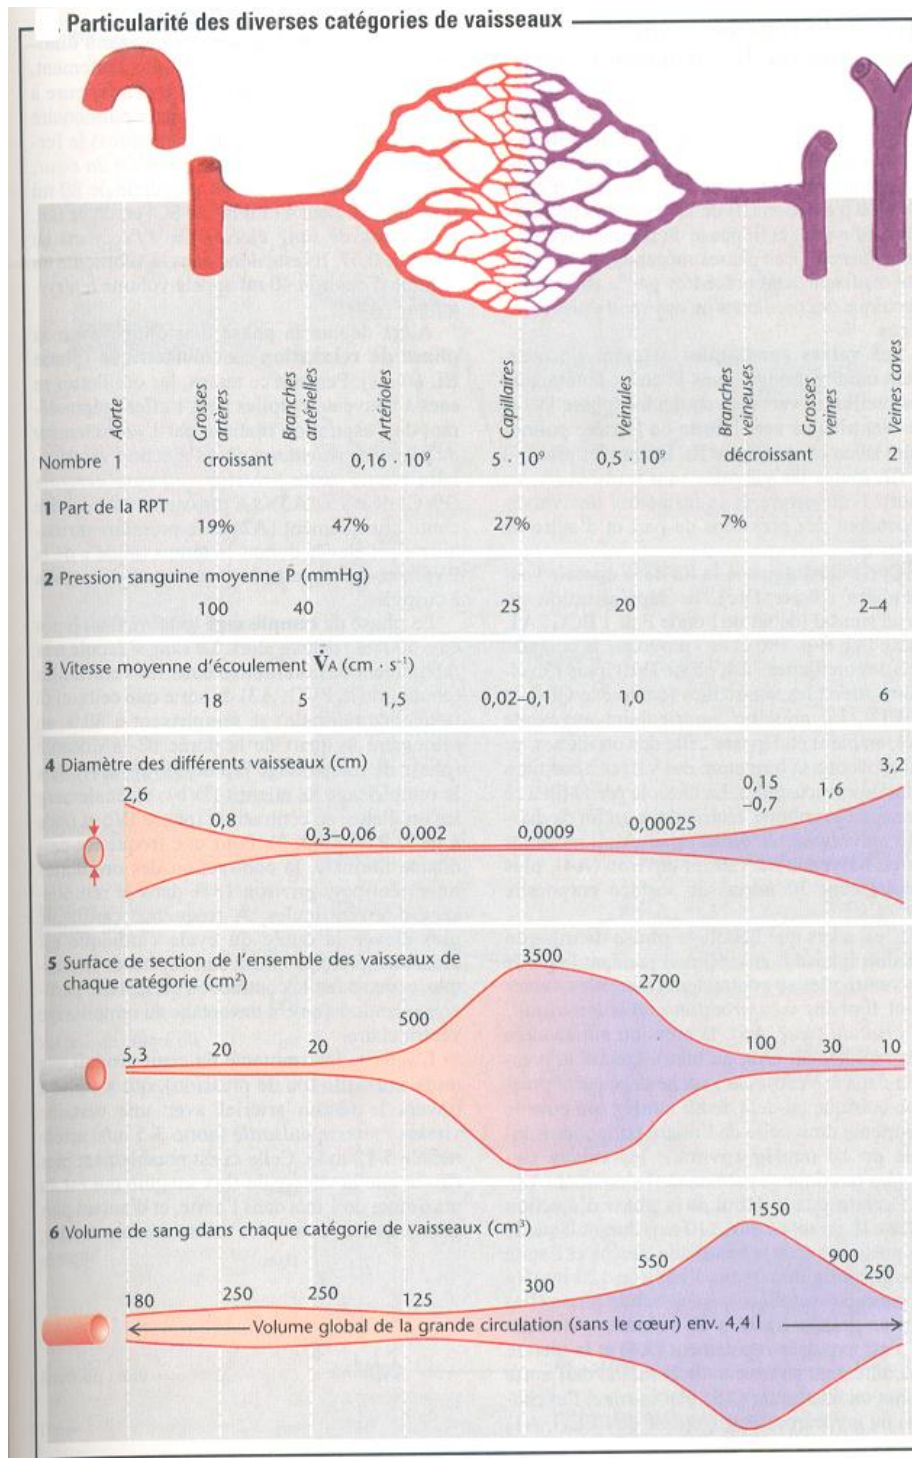 Particularité des diverses catégories de vaisseaux
Aorte
Grosses
artères
Branches
artérielles
Artérioles
Capillaires
Veinules
Branches
veineuses
Grosses
veines
Veines caves
Nombre 1 croissant 0,16 · 10⁹ 5 · 10⁹ 0,5 · 10⁹ décroissant 2
1 Part de la RPT
19% 47% 27% 7%
2 Pression sanguine moyenne P̄ (mmHg)
100 40 25 20 2–4
3 Vitesse moyenne d'écoulement V̇A (cm · s⁻¹)
18 5 1,5 0,02–0,1 1,0 6
4 Diamètre des différents vaisseaux (cm)
2,6 0,8 0,3–0,06 0,002 0,0009 0,00025 0,15
–0,7 1,6 3,2
5 Surface de section de l'ensemble des vaisseaux de
chaque catégorie (cm²)
5,3 20 20 500 3500 2700 100 30 10
6 Volume de sang dans chaque catégorie de vaisseaux (cm³)
180 250 250 125 300 550 1550 900 250
Volume global de la grande circulation (sans le cœur) env. 4,4 l